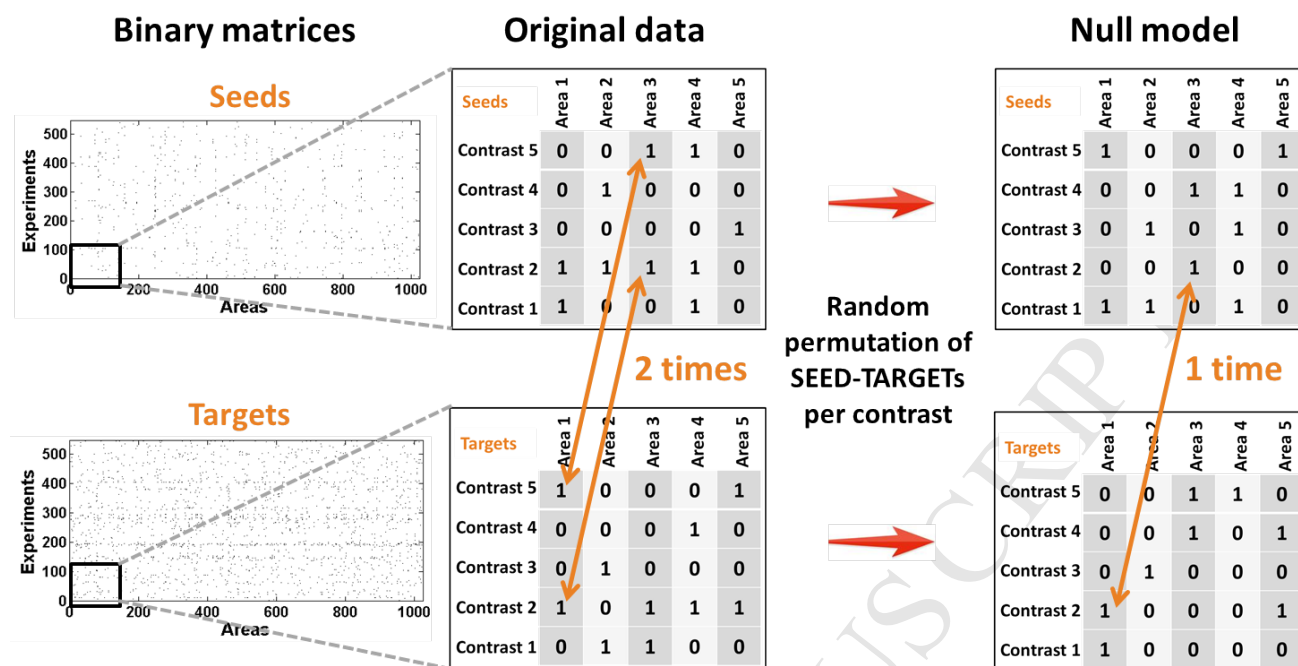 Binary matrices
Original data
Null model
Seeds
500
400
300
200
100
0
Experiments
0 200 400 600 800 1000
Areas
Seeds Area 1 Area 2 Area 3 Area 4 Area 5
Contrast 5 0 0 1 1 0
Contrast 4 0 1 0 0 0
Contrast 3 0 0 0 0 1
Contrast 2 1 1 1 1 0
Contrast 1 1 0 0 1 0
Seeds Area 1 Area 2 Area 3 Area 4 Area 5
Contrast 5 1 0 0 0 1
Contrast 4 0 0 1 1 0
Contrast 3 0 1 0 1 0
Contrast 2 0 0 1 0 0
Contrast 1 1 1 0 1 0
2 times
Random
permutation of
SEED-TARGETs
per contrast
1 time
Targets
500
400
300
200
100
0
Experiments
0 200 400 600 800 1000
Areas
Targets Area 1 Area 2 Area 3 Area 4 Area 5
Contrast 5 1 0 0 0 1
Contrast 4 0 0 0 1 0
Contrast 3 0 1 0 0 0
Contrast 2 1 0 1 1 1
Contrast 1 0 1 1 0 0
Targets Area 1 Area 2 Area 3 Area 4 Area 5
Contrast 5 0 0 1 1 0
Contrast 4 0 0 1 0 1
Contrast 3 0 1 0 0 0
Contrast 2 1 0 0 0 1
Contrast 1 1 0 0 0 0
US CRIP